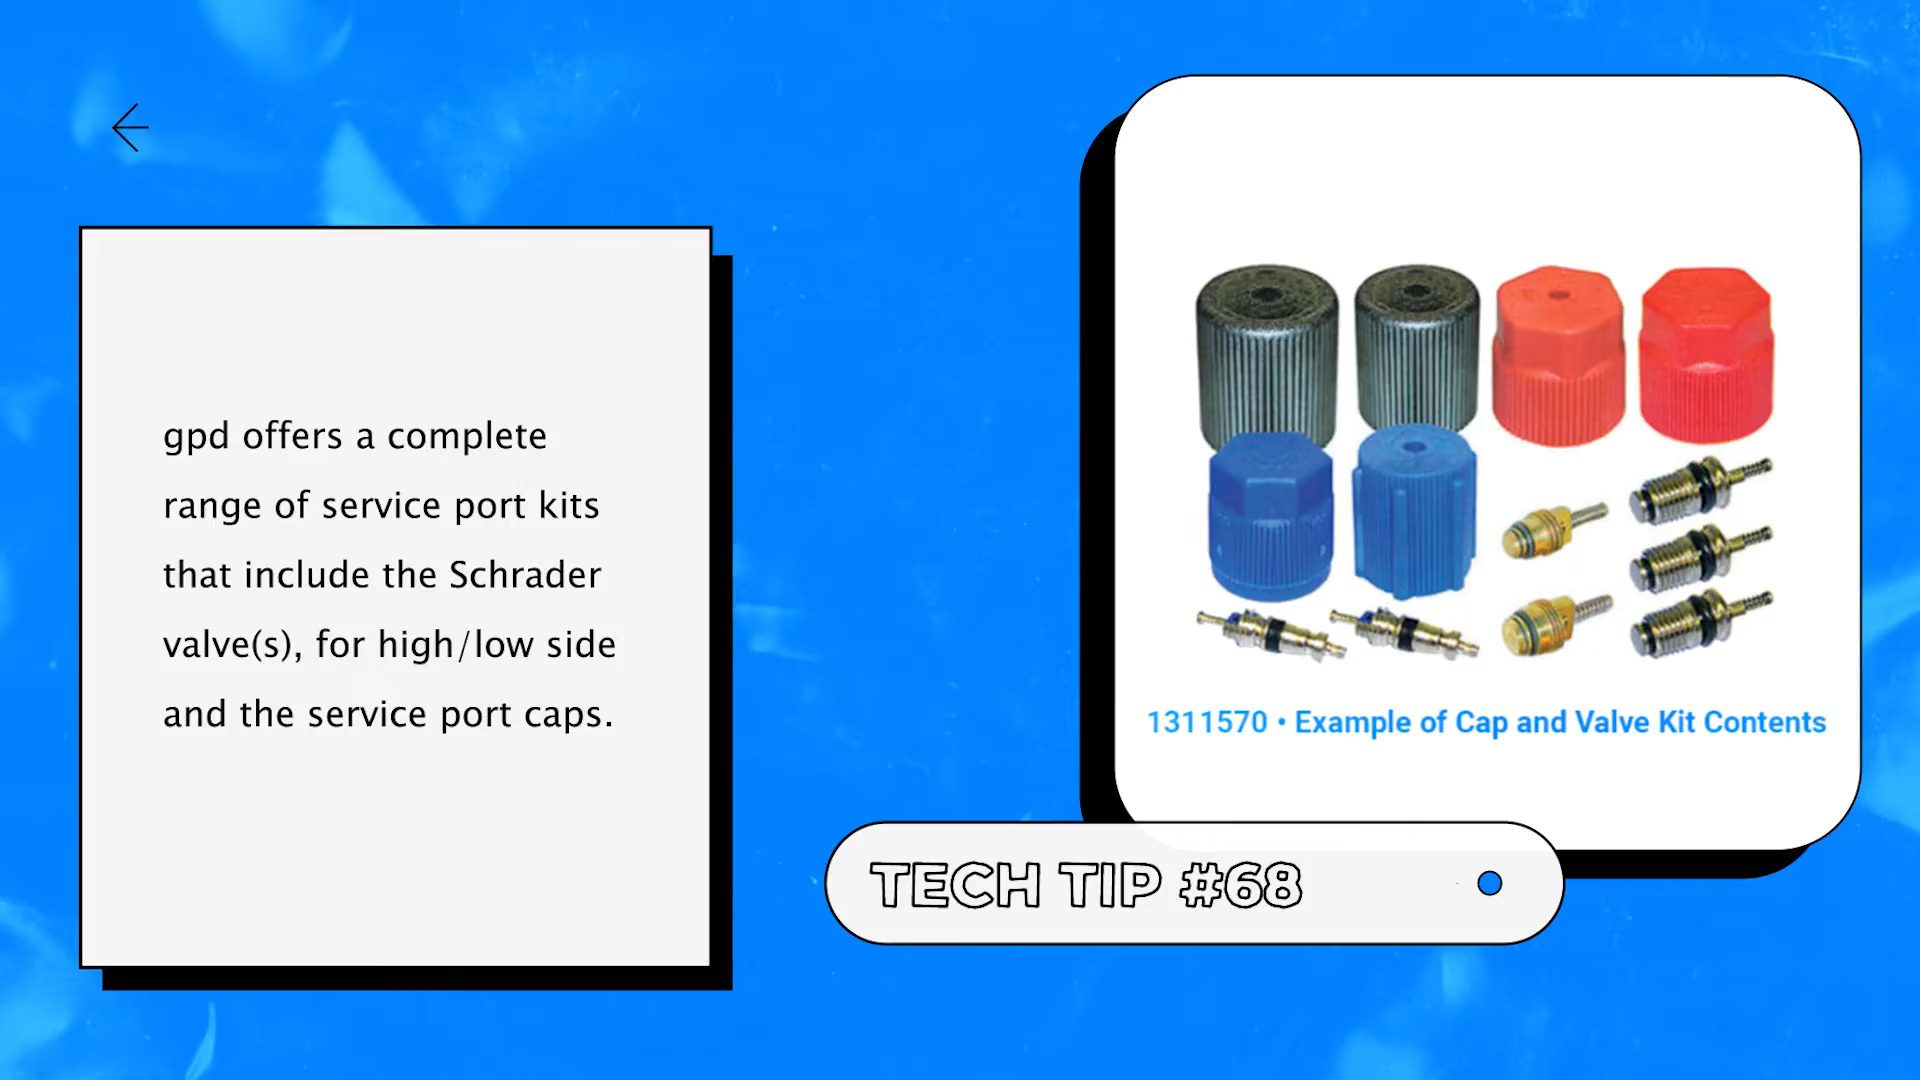 gpd offers a complete
range of service port kits
that include the Schrader
valve(s), for high/low side
and the service port caps.
1311570 • Example of Cap and Valve Kit Contents
TECH TIP #68